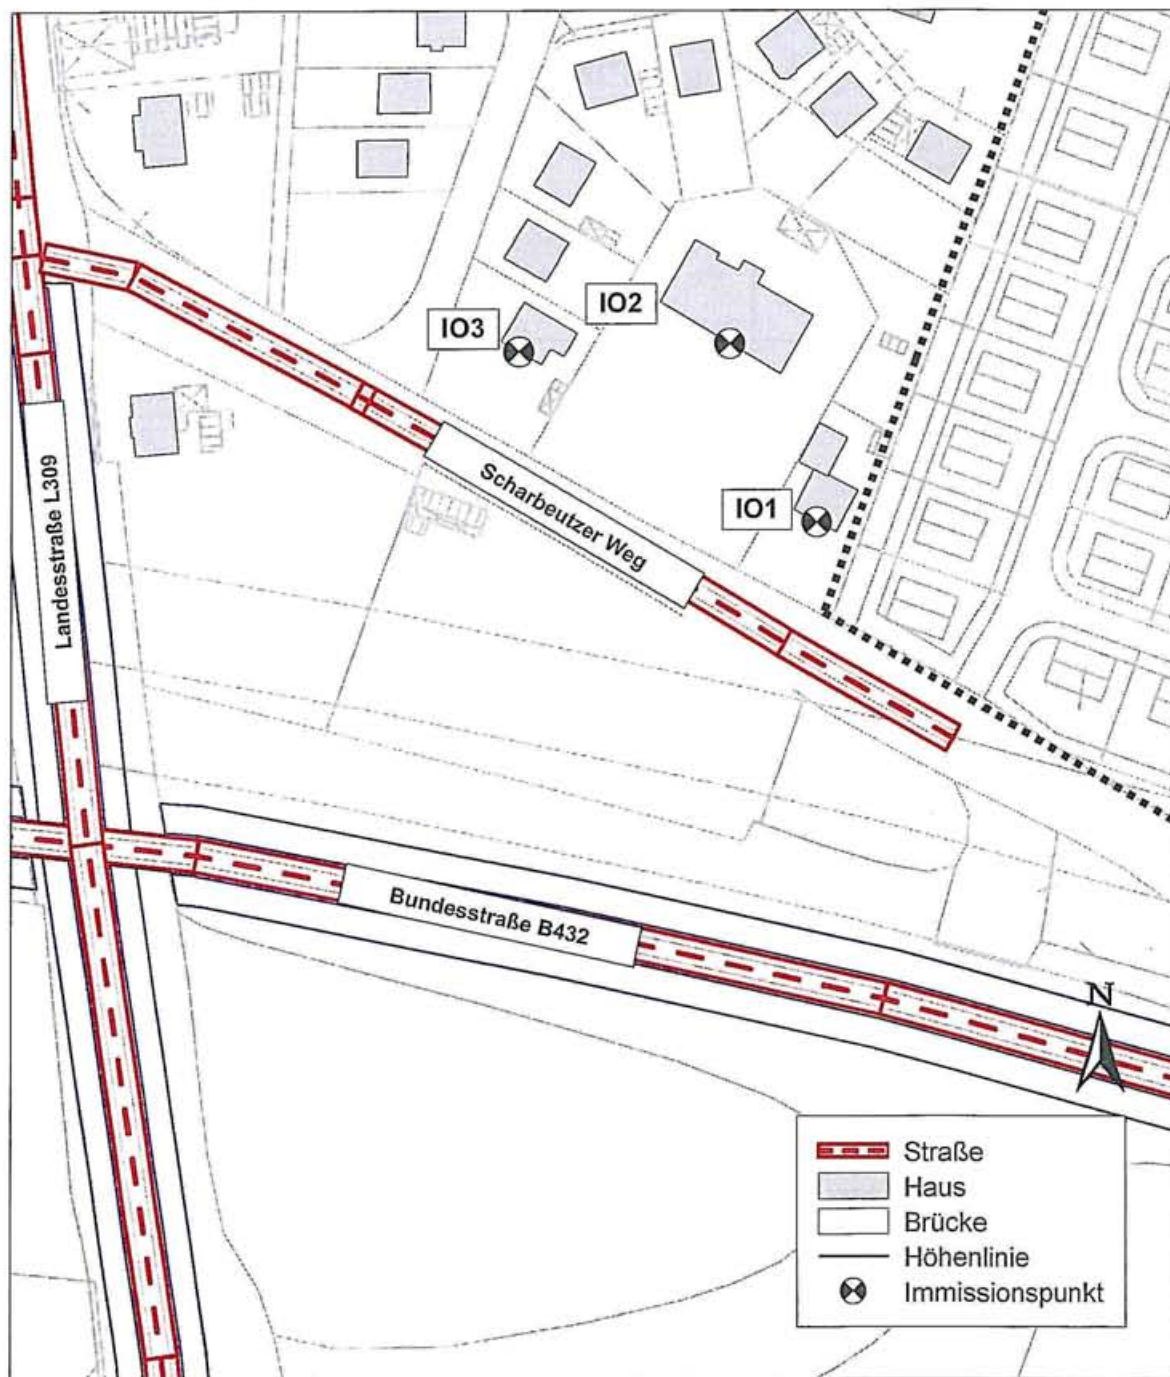 IO3
IO2
IO1
Scharbeutzer Weg
Landesstraße L309
Bundesstraße B432
N
Straße
Haus
Brücke
Höhenlinie
Immissionspunkt